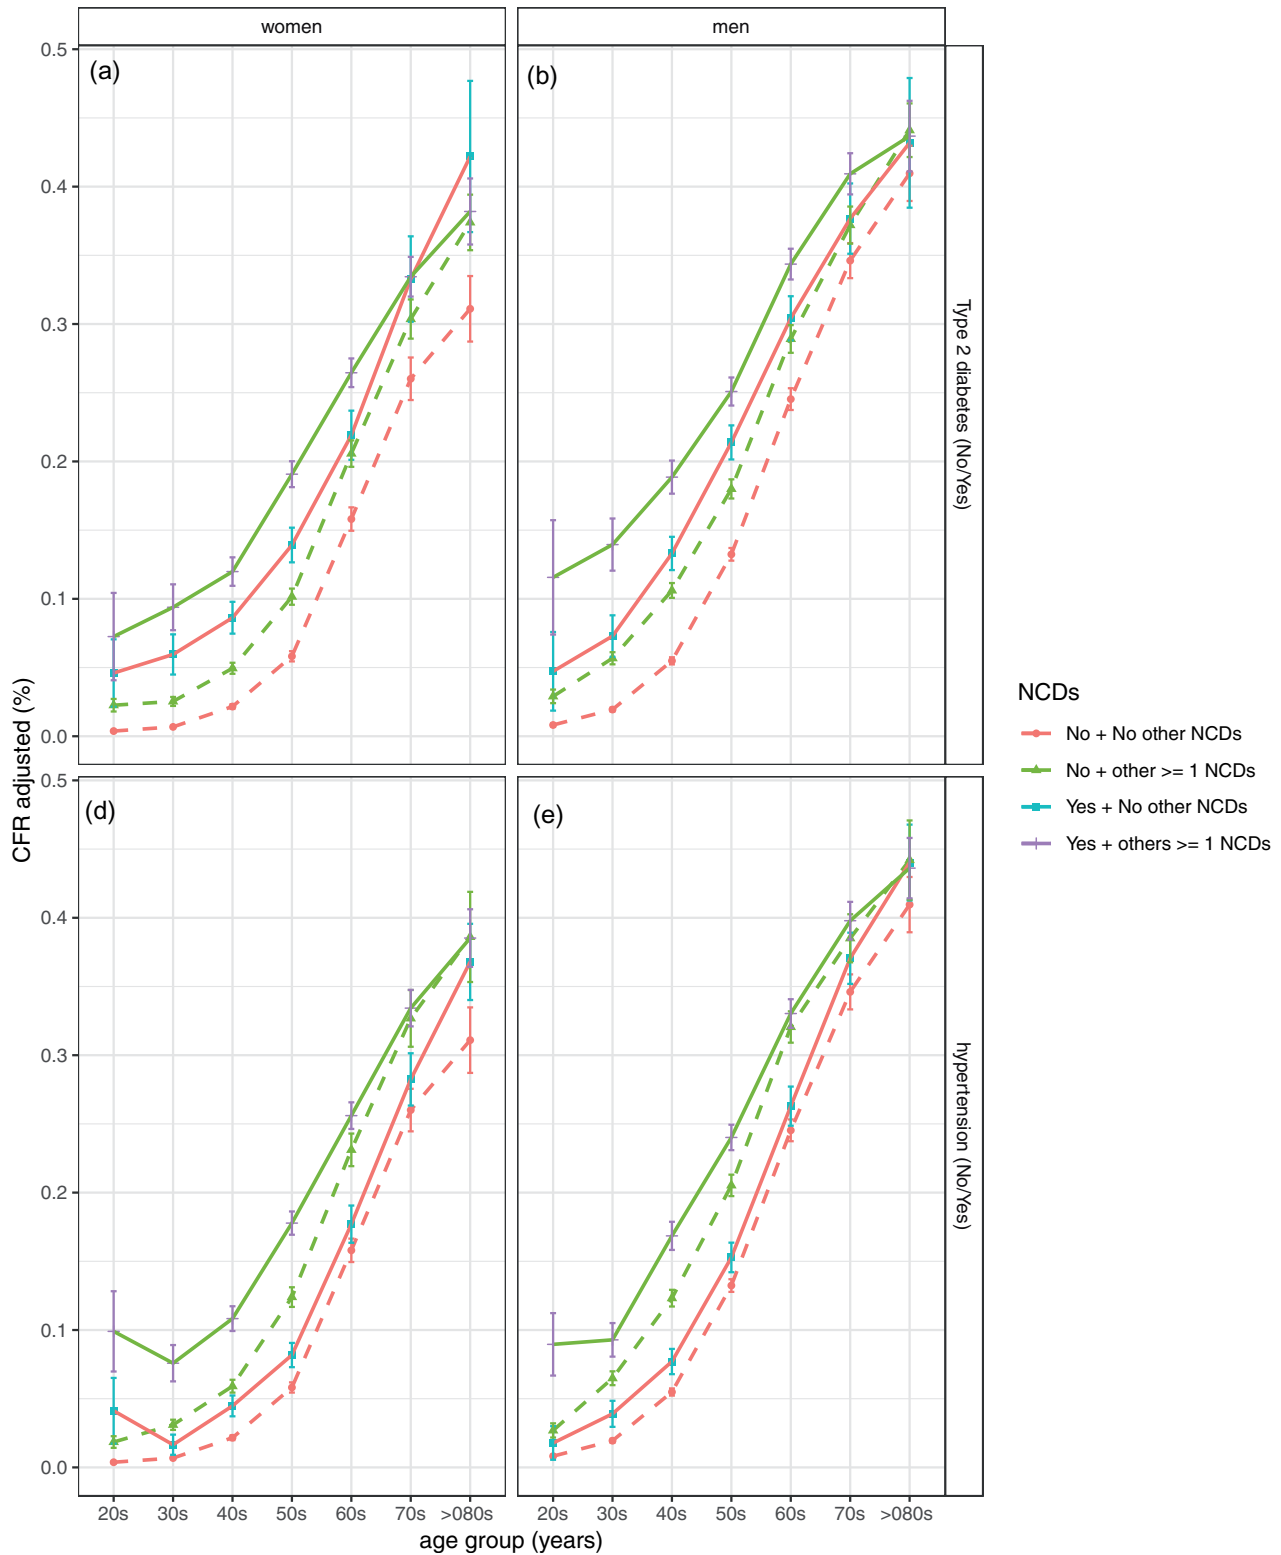 women
men
(a)
(b)
0.5
0.4
0.3
0.2
0.1
0.0
Type 2 diabetes (No/Yes)
CFR adjusted (%)
(d)
(e)
0.5
0.4
0.3
0.2
0.1
0.0
hypertension (No/Yes)
20s 30s 40s 50s 60s 70s >080s
20s 30s 40s 50s 60s 70s >080s
age group (years)
NCDs
No + No other NCDs
No + other >= 1 NCDs
Yes + No other NCDs
Yes + others >= 1 NCDs